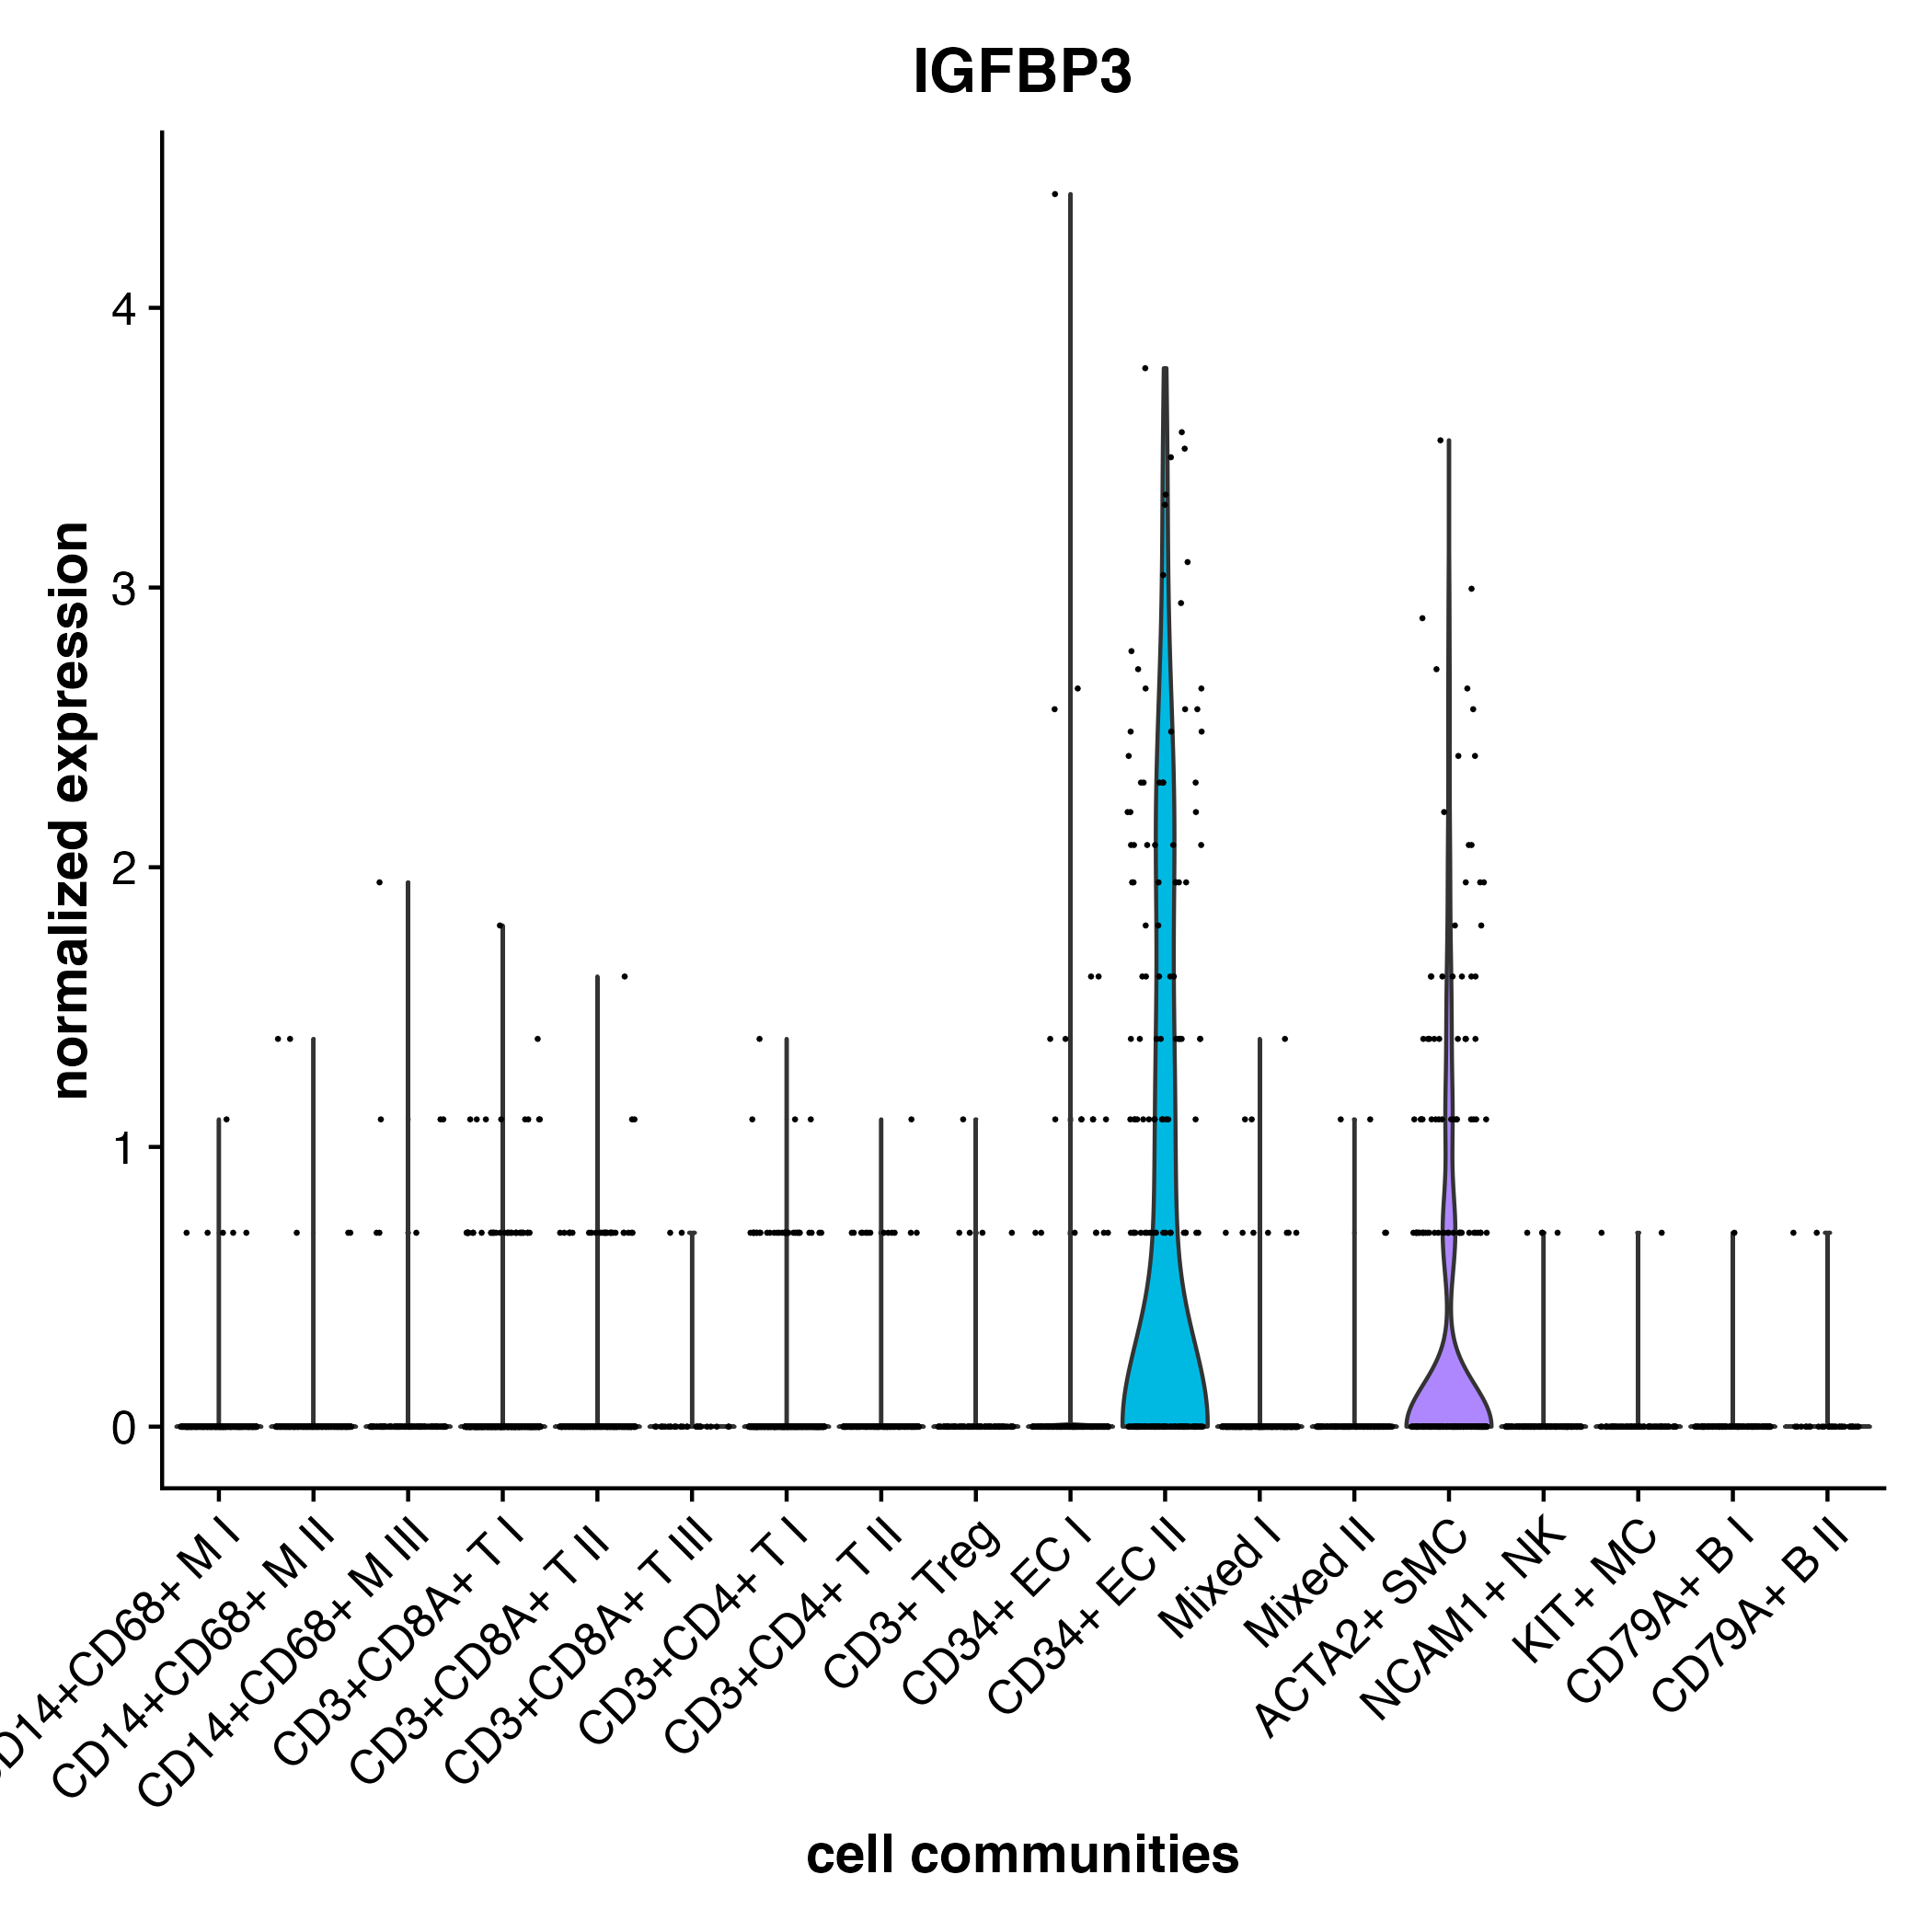 IGFBP3
normalized expression
4
3
2
1
0
D14+CD68+ M I
CD14+CD68+ M II
CD14+CD68+ M III
CD3+CD8A+ T I
CD3+CD8A+ T II
CD3+CD8A+ T III
CD3+CD4+ T I
CD3+CD4+ T II
CD3+ Treg
CD34+ EC I
CD34+ EC II
Mixed I
Mixed II
ACTA2+ SMC
NCAM1+ NK
KIT+ MC
CD79A+ B I
CD79A+ B II
cell communities